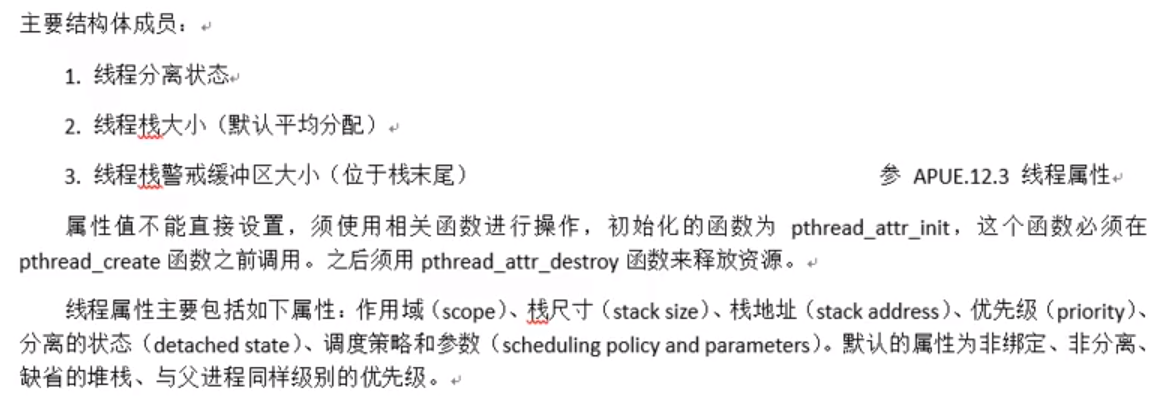 主要结构体成员：
1. 线程分离状态
2. 线程栈大小（默认平均分配）
3. 线程栈警戒缓冲区大小（位于栈末尾） 参 APUE.12.3 线程属性
属性值不能直接设置，须使用相关函数进行操作，初始化的函数为 pthread_attr_init，这个函数必须在
pthread_create 函数之前调用。之后须用 pthread_attr_destroy 函数来释放资源。
线程属性主要包括如下属性：作用域（scope）、栈尺寸（stack size）、栈地址（stack address）、优先级（priority）、
分离的状态（detached state）、调度策略和参数（scheduling policy and parameters）。默认的属性为非绑定、非分离、
缺省的堆栈、与父进程同样级别的优先级。